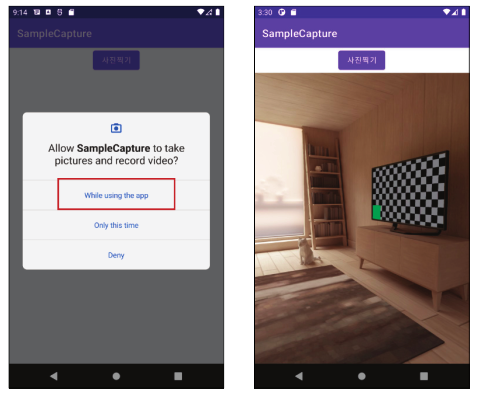 9:14
SampleCapture
사진찍기
Allow SampleCapture to take
pictures and record video?
While using the app
Only this time
Deny
3:30
SampleCapture
사진찍기